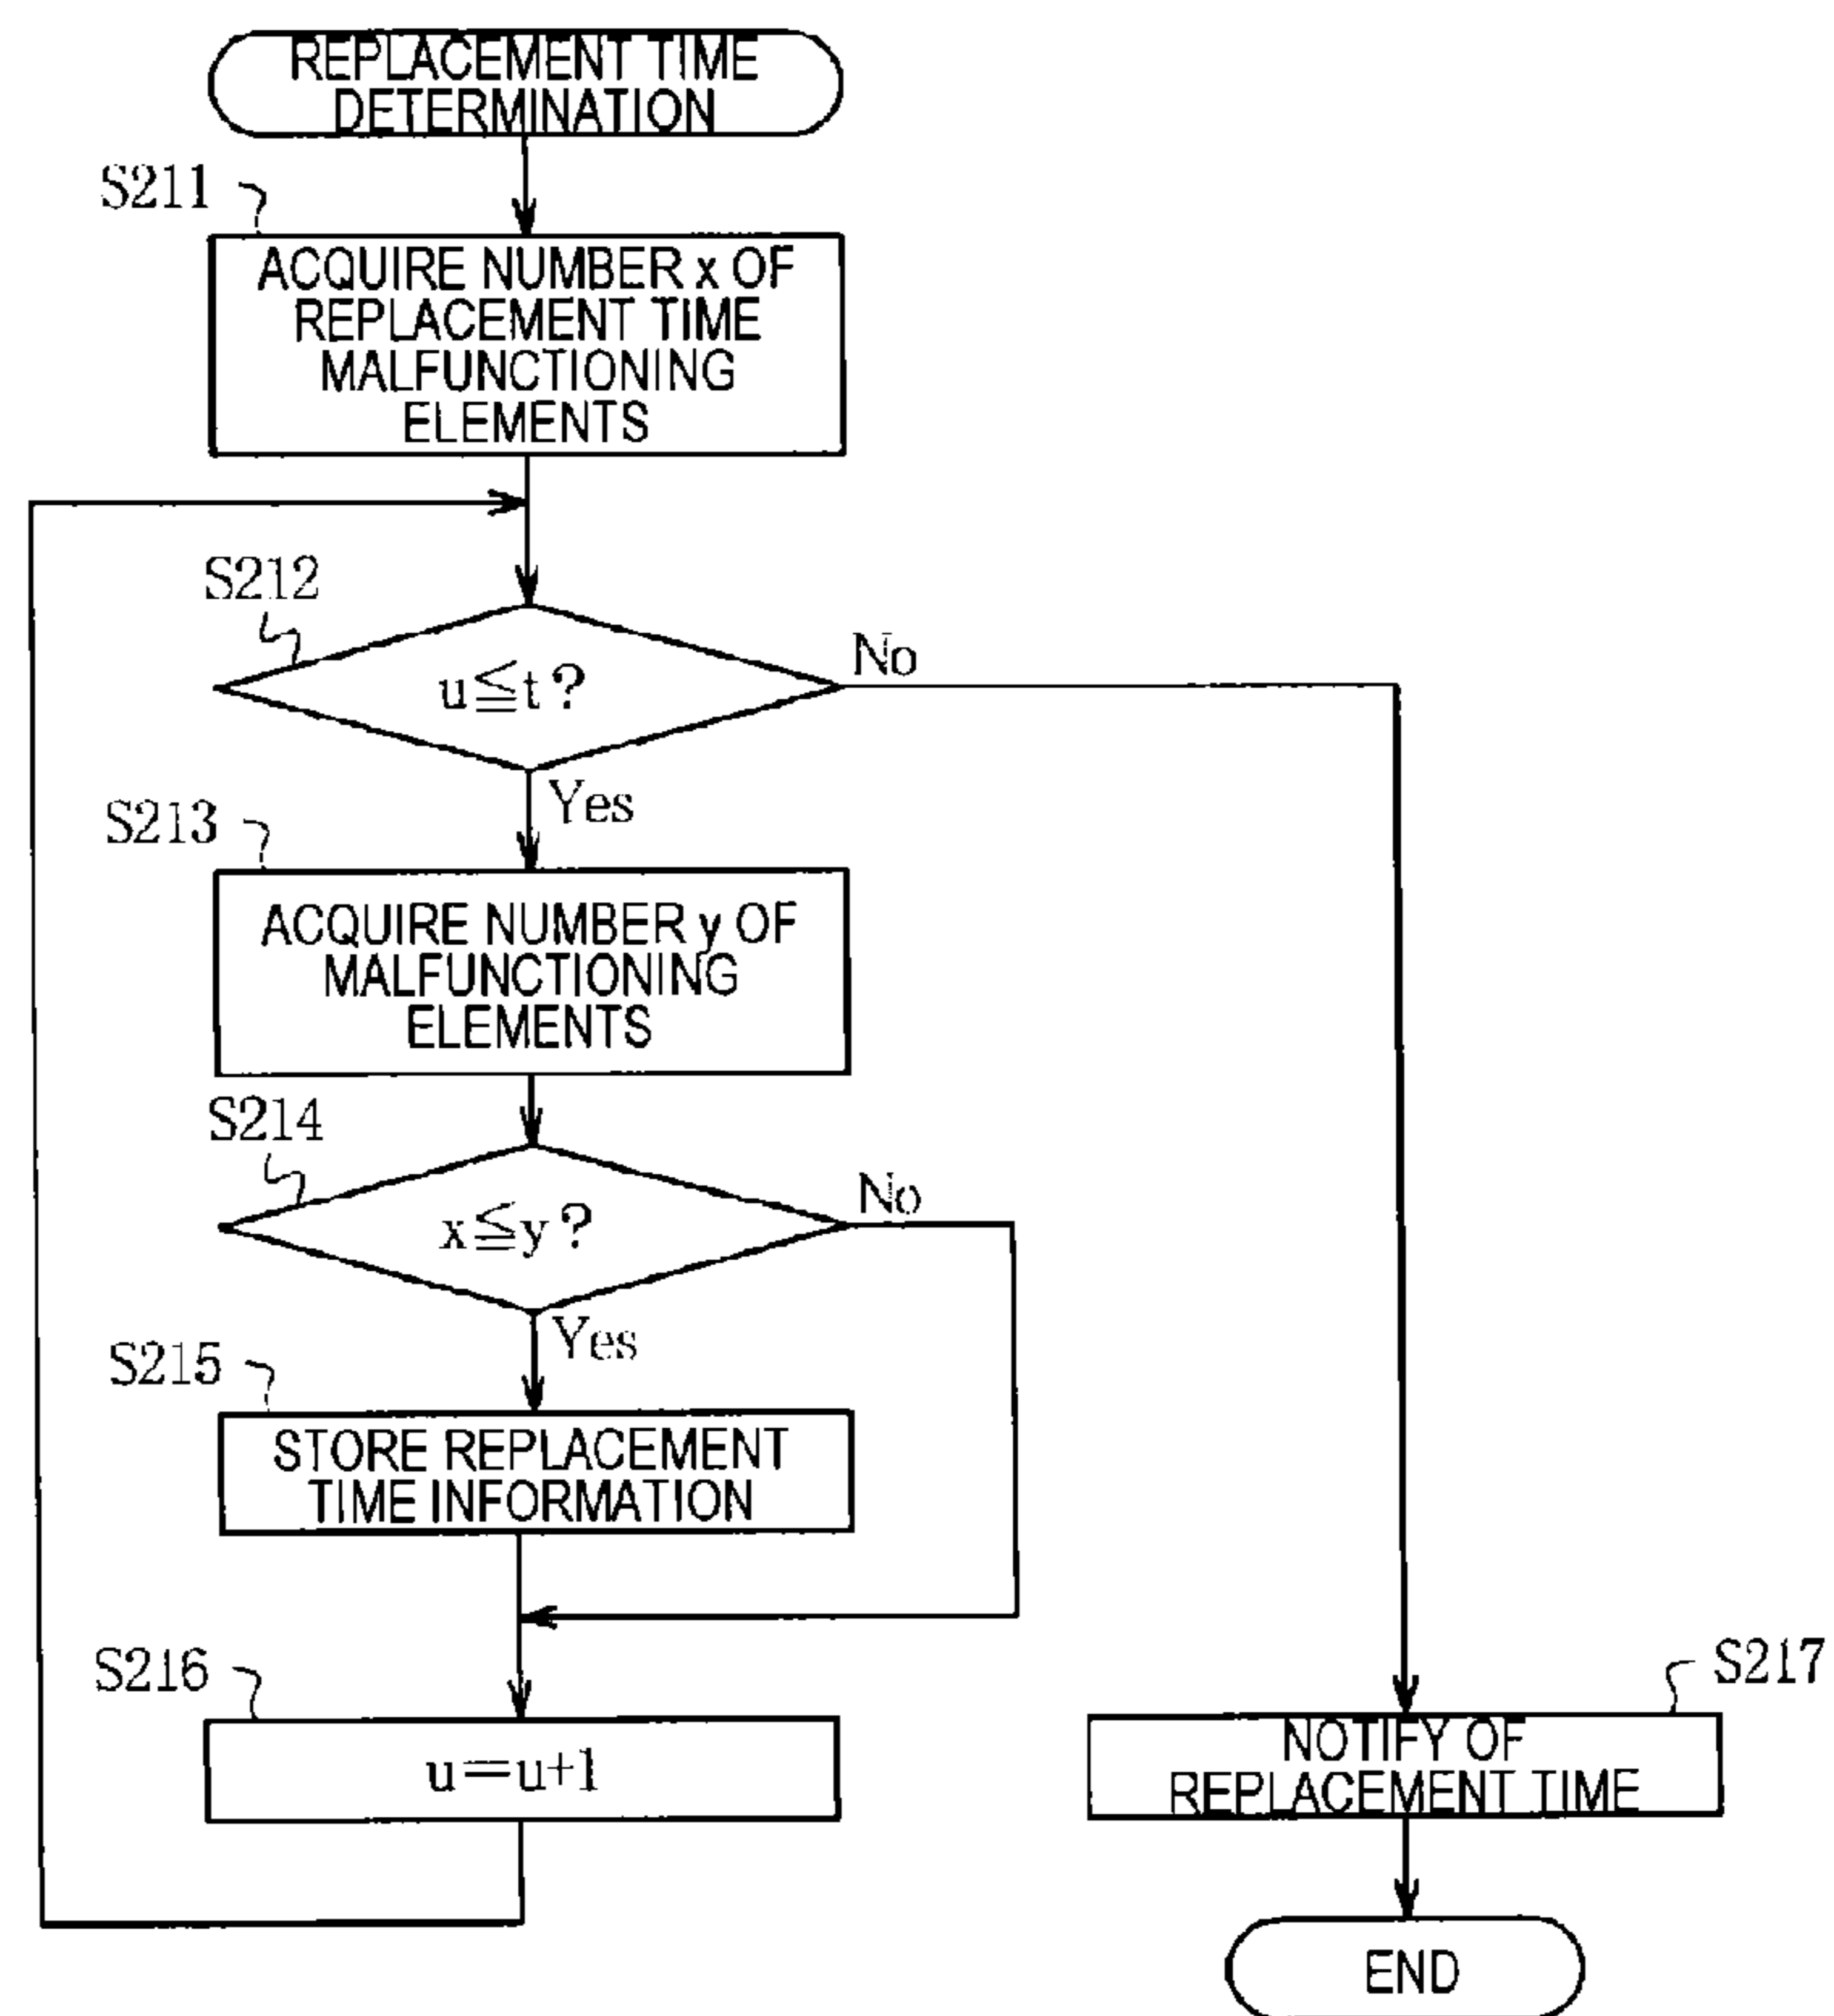 REPLACEMENT TIME
DETERMINATION
S211
ACQUIRE NUMBER x OF
REPLACEMENT TIME
MALFUNCTIONING
ELEMENTS
S212
u≦t?
No
Yes
S213
ACQUIRE NUMBER y OF
MALFUNCTIONING
ELEMENTS
S214
x≦y?
No
Yes
S215
STORE REPLACEMENT
TIME INFORMATION
S216
u=u+1
S217
NOTIFY OF
REPLACEMENT TIME
END